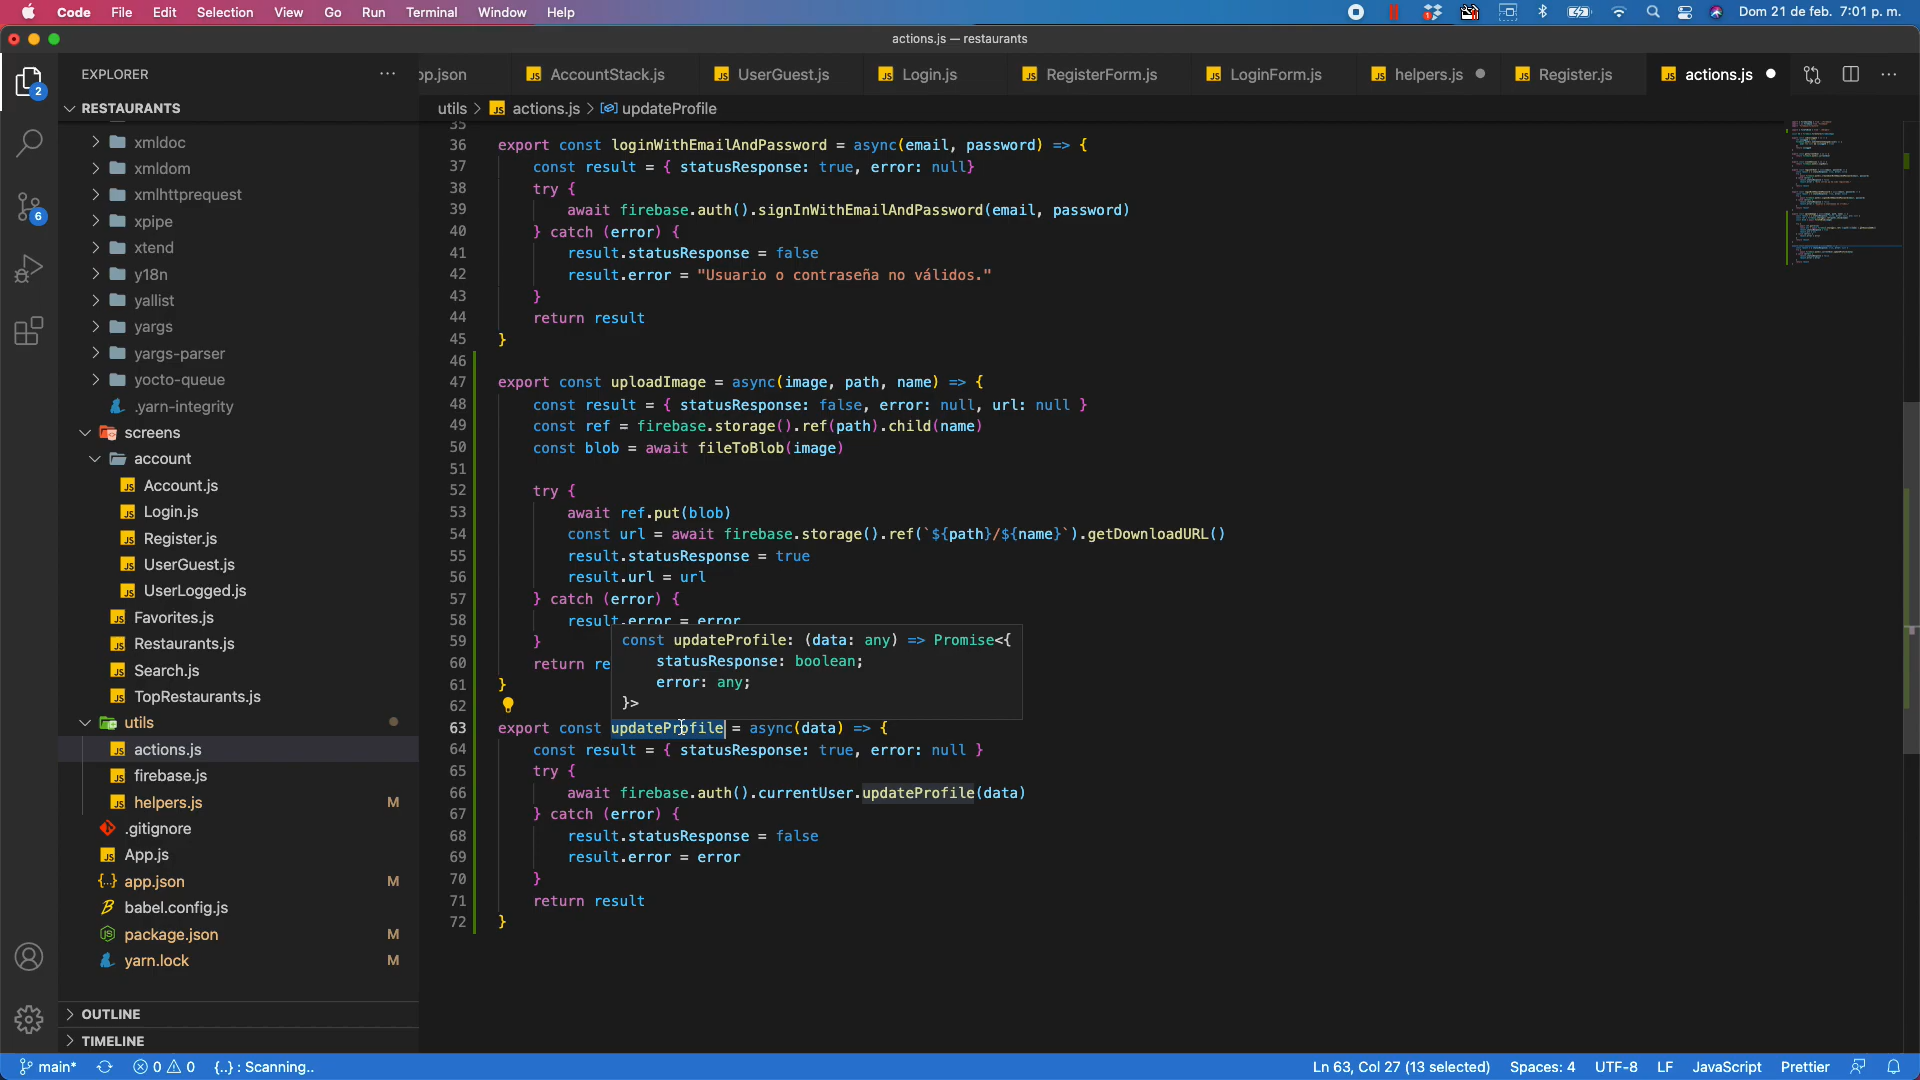 Code File Edit Selection View Go Run Terminal Window Help Dom 21 de feb. 7:01 p. m.
actions.js — restaurants
EXPLORER
pp.json AccountStack.js UserGuest.js Login.js RegisterForm.js LoginForm.js helpers.js Register.js actions.js
RESTAURANTS
utils > actions.js > updateProfile
xmldoc
xmldom
xmlhttprequest
xpipe
xtend
y18n
yallist
yargs
yargs-parser
yocto-queue
.yarn-integrity
screens
account
Account.js
Login.js
Register.js
UserGuest.js
UserLogged.js
Favorites.js
Restaurants.js
Search.js
TopRestaurants.js
utils
actions.js
firebase.js
helpers.js M
.gitignore
App.js
app.json M
babel.config.js
package.json M
yarn.lock M
OUTLINE
TIMELINE
2
6
35
36 export const loginWithEmailAndPassword = async(email, password) => {
37 const result = { statusResponse: true, error: null}
38 try {
39 await firebase.auth().signInWithEmailAndPassword(email, password)
40 } catch (error) {
41 result.statusResponse = false
42 result.error = "Usuario o contraseña no válidos."
43 }
44 return result
45 }
46
47 export const uploadImage = async(image, path, name) => {
48 const result = { statusResponse: false, error: null, url: null }
49 const ref = firebase.storage().ref(path).child(name)
50 const blob = await fileToBlob(image)
51
52 try {
53 await ref.put(blob)
54 const url = await firebase.storage().ref(`${path}/${name}`).getDownloadURL()
55 result.statusResponse = true
56 result.url = url
57 } catch (error) {
58 result.error = error
59 }
60 return re
61 }
62
const updateProfile: (data: any) => Promise<{
statusResponse: boolean;
error: any;
}>
63 export const updateProfile = async(data) => {
64 const result = { statusResponse: true, error: null }
65 try {
66 await firebase.auth().currentUser.updateProfile(data)
67 } catch (error) {
68 result.statusResponse = false
69 result.error = error
70 }
71 return result
72 }
main* 0 0 {..} : Scanning.. Ln 63, Col 27 (13 selected) Spaces: 4 UTF-8 LF JavaScript Prettier